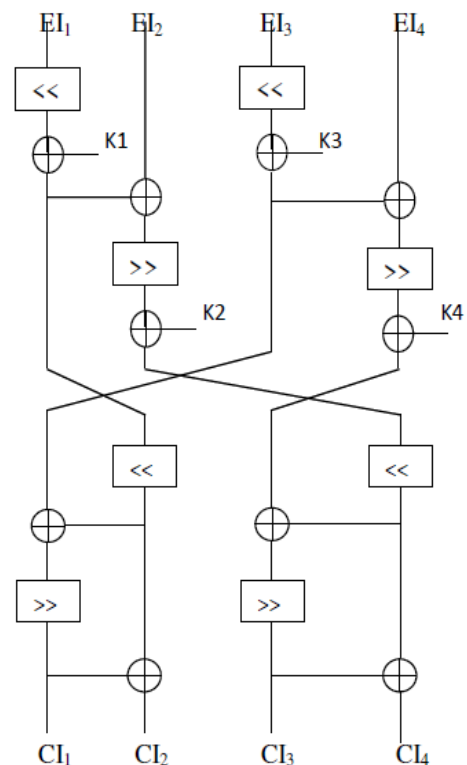 EI₁ EI₂ EI₃ EI₄
<< <<
K1 K3
>> >>
K2 K4
<< <<
>> >>
CI₁ CI₂ CI₃ CI₄